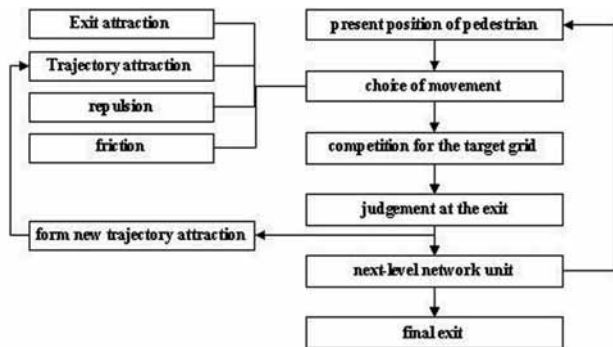 Exit attraction
Trajectory attraction
repulsion
friction
form new trajectory attraction
present position of pedestrian
choice of movement
competition for the target grid
judgement at the exit
next-level network unit
final exit